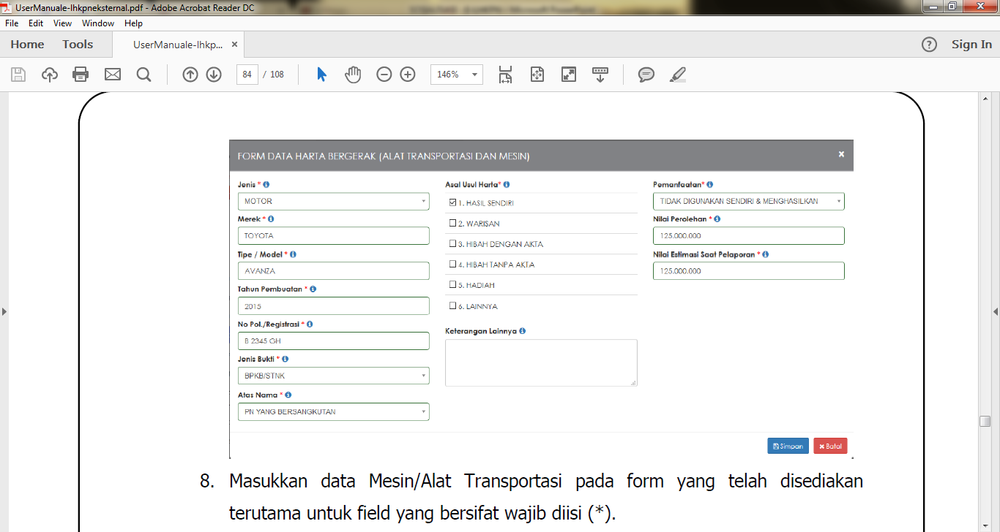 UserManuale-lhkpneksternal.pdf - Adobe Acrobat Reader DC
File Edit View Window Help
Home Tools UserManuale-lhkp... × ? Sign In
84 / 108 146%
FORM DATA HARTA BERGERAK (ALAT TRANSPORTASI DAN MESIN) ×
Jenis *
MOTOR
Merek *
TOYOTA
Tipe / Model *
AVANZA
Tahun Pembuatan *
2015
No Pol./Registrasi *
B 2345 GH
Jenis Bukti *
BPKB/STNK
Atas Nama *
PN YANG BERSANGKUTAN
Asal Usul Harta*
1. HASIL SENDIRI
2. WARISAN
3. HIBAH DENGAN AKTA
4. HIBAH TANPA AKTA
5. HADIAH
6. LAINNYA
Keterangan Lainnya
Pemanfaatan*
TIDAK DIGUNAKAN SENDIRI & MENGHASILKAN
Nilai Perolehan *
125.000.000
Nilai Estimasi Saat Pelaporan *
125.000.000
Simpan × Batal
8. Masukkan data Mesin/Alat Transportasi pada form yang telah disediakan
terutama untuk field yang bersifat wajib diisi (*).